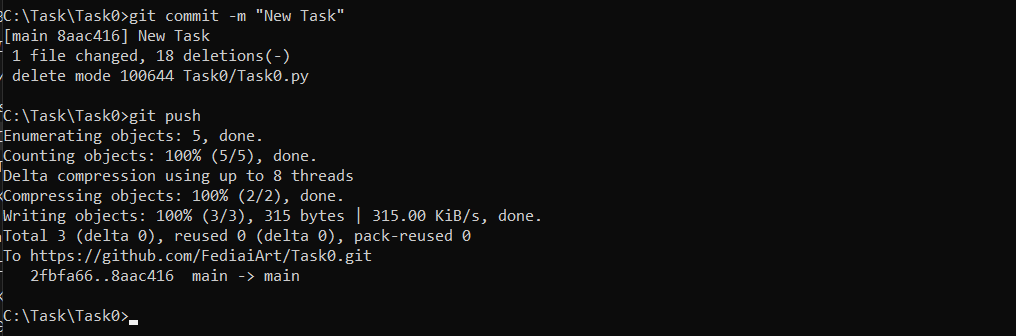 C:\Task\Task0>git commit -m "New Task"
[main 8aac416] New Task
 1 file changed, 18 deletions(-)
 delete mode 100644 Task0/Task0.py

C:\Task\Task0>git push
Enumerating objects: 5, done.
Counting objects: 100% (5/5), done.
Delta compression using up to 8 threads
Compressing objects: 100% (2/2), done.
Writing objects: 100% (3/3), 315 bytes | 315.00 KiB/s, done.
Total 3 (delta 0), reused 0 (delta 0), pack-reused 0
To https://github.com/FediaiArt/Task0.git
   2fbfa66..8aac416  main -> main

C:\Task\Task0>